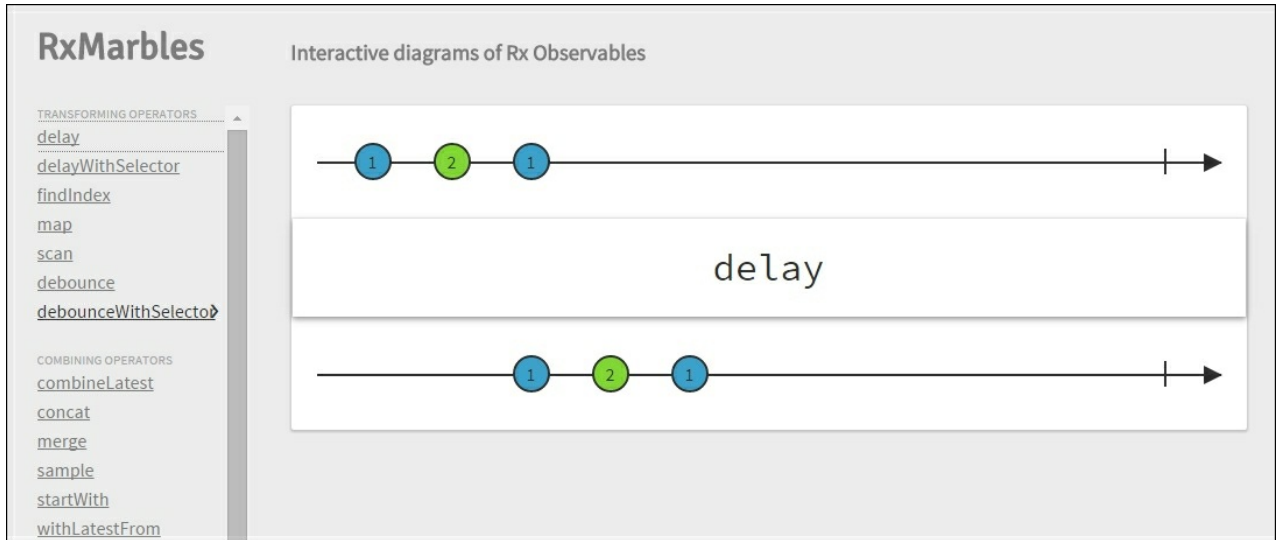 RxMarbles
Interactive diagrams of Rx Observables
TRANSFORMING OPERATORS
delay
delayWithSelector
findIndex
map
scan
debounce
debounceWithSelector
COMBINING OPERATORS
combineLatest
concat
merge
sample
startWith
withLatestFrom
1 2 1
delay
1 2 1